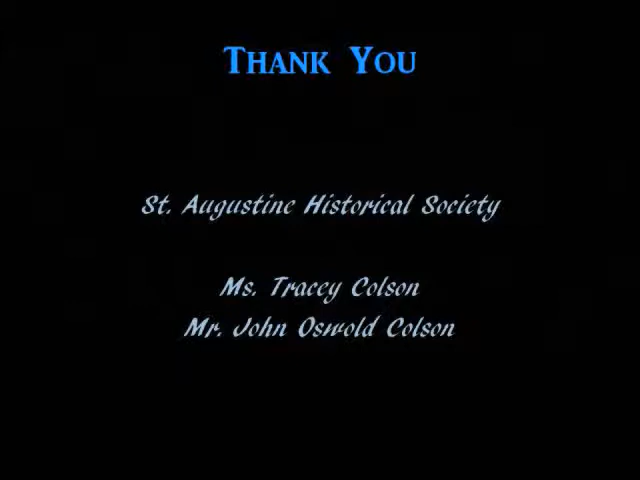 Thank You
St. Augustine Historical Society
Ms. Tracey Colson
Mr. John Oswold Colson